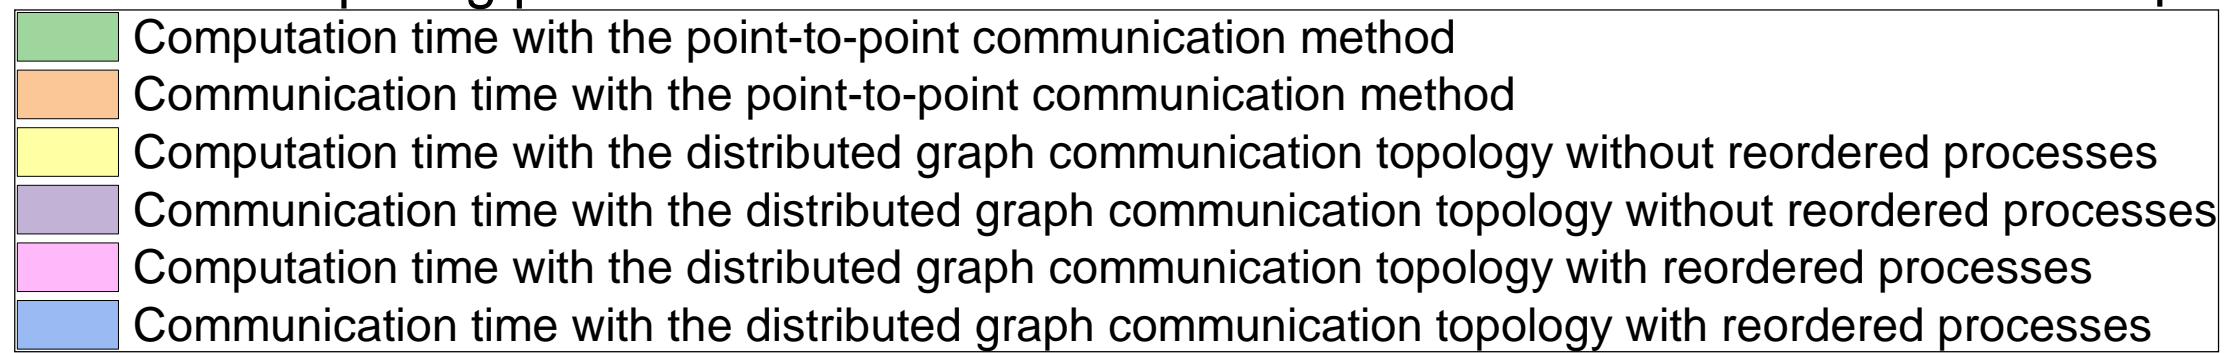 Computation time with the point-to-point communication method
Communication time with the point-to-point communication method
Computation time with the distributed graph communication topology without reordered processes
Communication time with the distributed graph communication topology without reordered processes
Computation time with the distributed graph communication topology with reordered processes
Communication time with the distributed graph communication topology with reordered processes